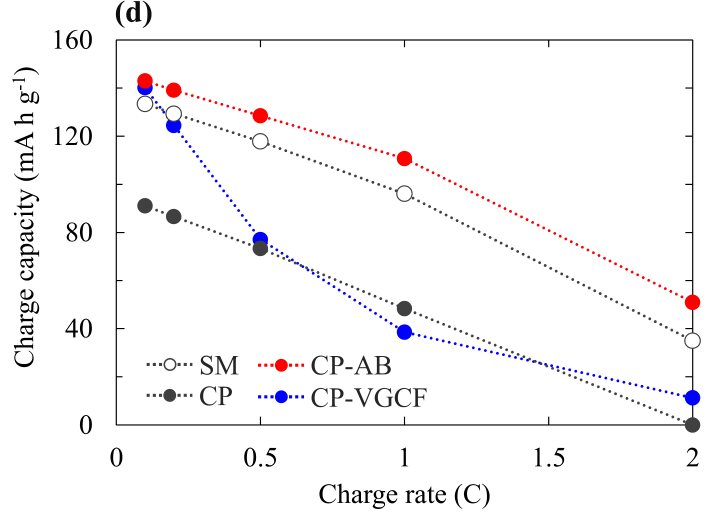 (d)
Charge capacity (mA h g⁻¹)
160
120
80
40
0
SM
CP-AB
CP
CP-VGCF
0
0.5
1
1.5
2
Charge rate (C)